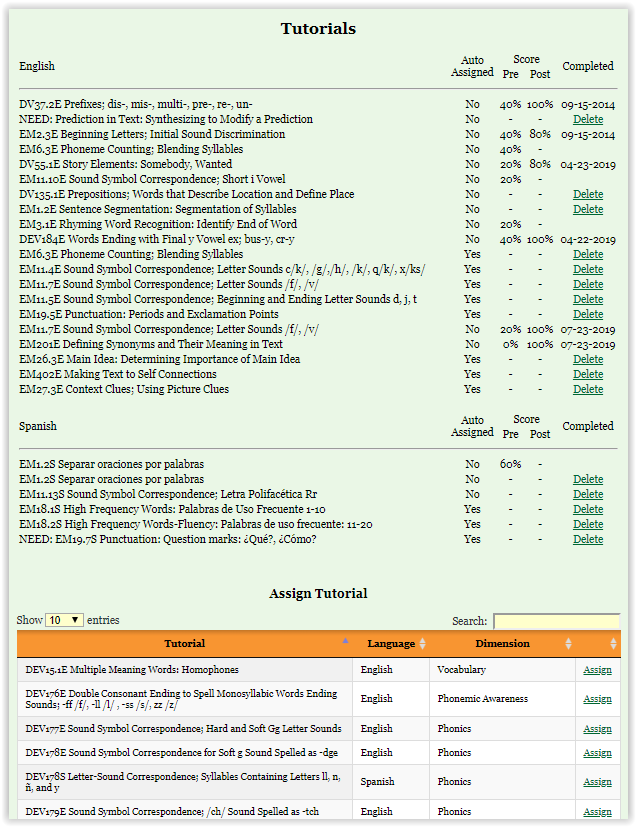 Tutorials
English Auto Assigned Score Pre Post Completed
DV37.2E Prefixes; dis-, mis-, multi-, pre-, re-, un- No 40% 100% 09-15-2014
NEED: Prediction in Text: Synthesizing to Modify a Prediction No - - Delete
EM2.3E Beginning Letters; Initial Sound Discrimination No 40% 80% 09-15-2014
EM6.3E Phoneme Counting; Blending Syllables No 40% -
DV55.1E Story Elements: Somebody, Wanted No 20% 80% 04-23-2019
EM11.10E Sound Symbol Correspondence; Short i Vowel No 20% -
DV135.1E Prepositions; Words that Describe Location and Define Place No - - Delete
EM1.2E Sentence Segmentation: Segmentation of Syllables No - - Delete
EM3.1E Rhyming Word Recognition: Identify End of Word No 20% -
DEV184E Words Ending with Final y Vowel ex; bus-y, cr-y No 40% 100% 04-22-2019
EM6.3E Phoneme Counting; Blending Syllables Yes - - Delete
EM11.4E Sound Symbol Correspondence; Letter Sounds c/k/, /g/,/h/, /k/, q/k/, x/ks/ Yes - - Delete
EM11.7E Sound Symbol Correspondence; Letter Sounds /f/, /v/ Yes - - Delete
EM11.5E Sound Symbol Correspondence; Beginning and Ending Letter Sounds d, j, t Yes - - Delete
EM19.5E Punctuation: Periods and Exclamation Points Yes - - Delete
EM11.7E Sound Symbol Correspondence; Letter Sounds /f/, /v/ No 20% 100% 07-23-2019
EM201E Defining Synonyms and Their Meaning in Text No 0% 100% 07-23-2019
EM26.3E Main Idea: Determining Importance of Main Idea Yes - - Delete
EM402E Making Text to Self Connections Yes - - Delete
EM27.3E Context Clues; Using Picture Clues Yes - - Delete
Spanish Auto Assigned Score Pre Post Completed
EM1.2S Separar oraciones por palabras No 60% -
EM1.2S Separar oraciones por palabras No - - Delete
EM11.13S Sound Symbol Correspondence; Letra Polifacética Rr No - - Delete
EM18.1S High Frequency Words: Palabras de Uso Frecuente 1-10 Yes - - Delete
EM18.2S High Frequency Words-Fluency: Palabras de uso frecuente: 11-20 Yes - - Delete
NEED: EM19.7S Punctuation: Question marks: ¿Qué?, ¿Cómo? Yes - - Delete
Assign Tutorial
Show 10 entries Search:
Tutorial Language Dimension
DEV15.1E Multiple Meaning Words: Homophones English Vocabulary Assign
DEV176E Double Consonant Ending to Spell Monosyllabic Words Ending Sounds; -ff /f/, -ll /l/ , -ss /s/, zz /z/ English Phonemic Awareness Assign
DEV177E Sound Symbol Correspondence; Hard and Soft Gg Letter Sounds English Phonics Assign
DEV178E Sound Symbol Correspondence for Soft g Sound Spelled as -dge English Phonics Assign
DEV178S Letter-Sound Correspondence; Syllables Containing Letters ll, n, ñ, and y Spanish Phonics Assign
DEV179E Sound Symbol Correspondence; /ch/ Sound Spelled as -tch English Phonics Assign